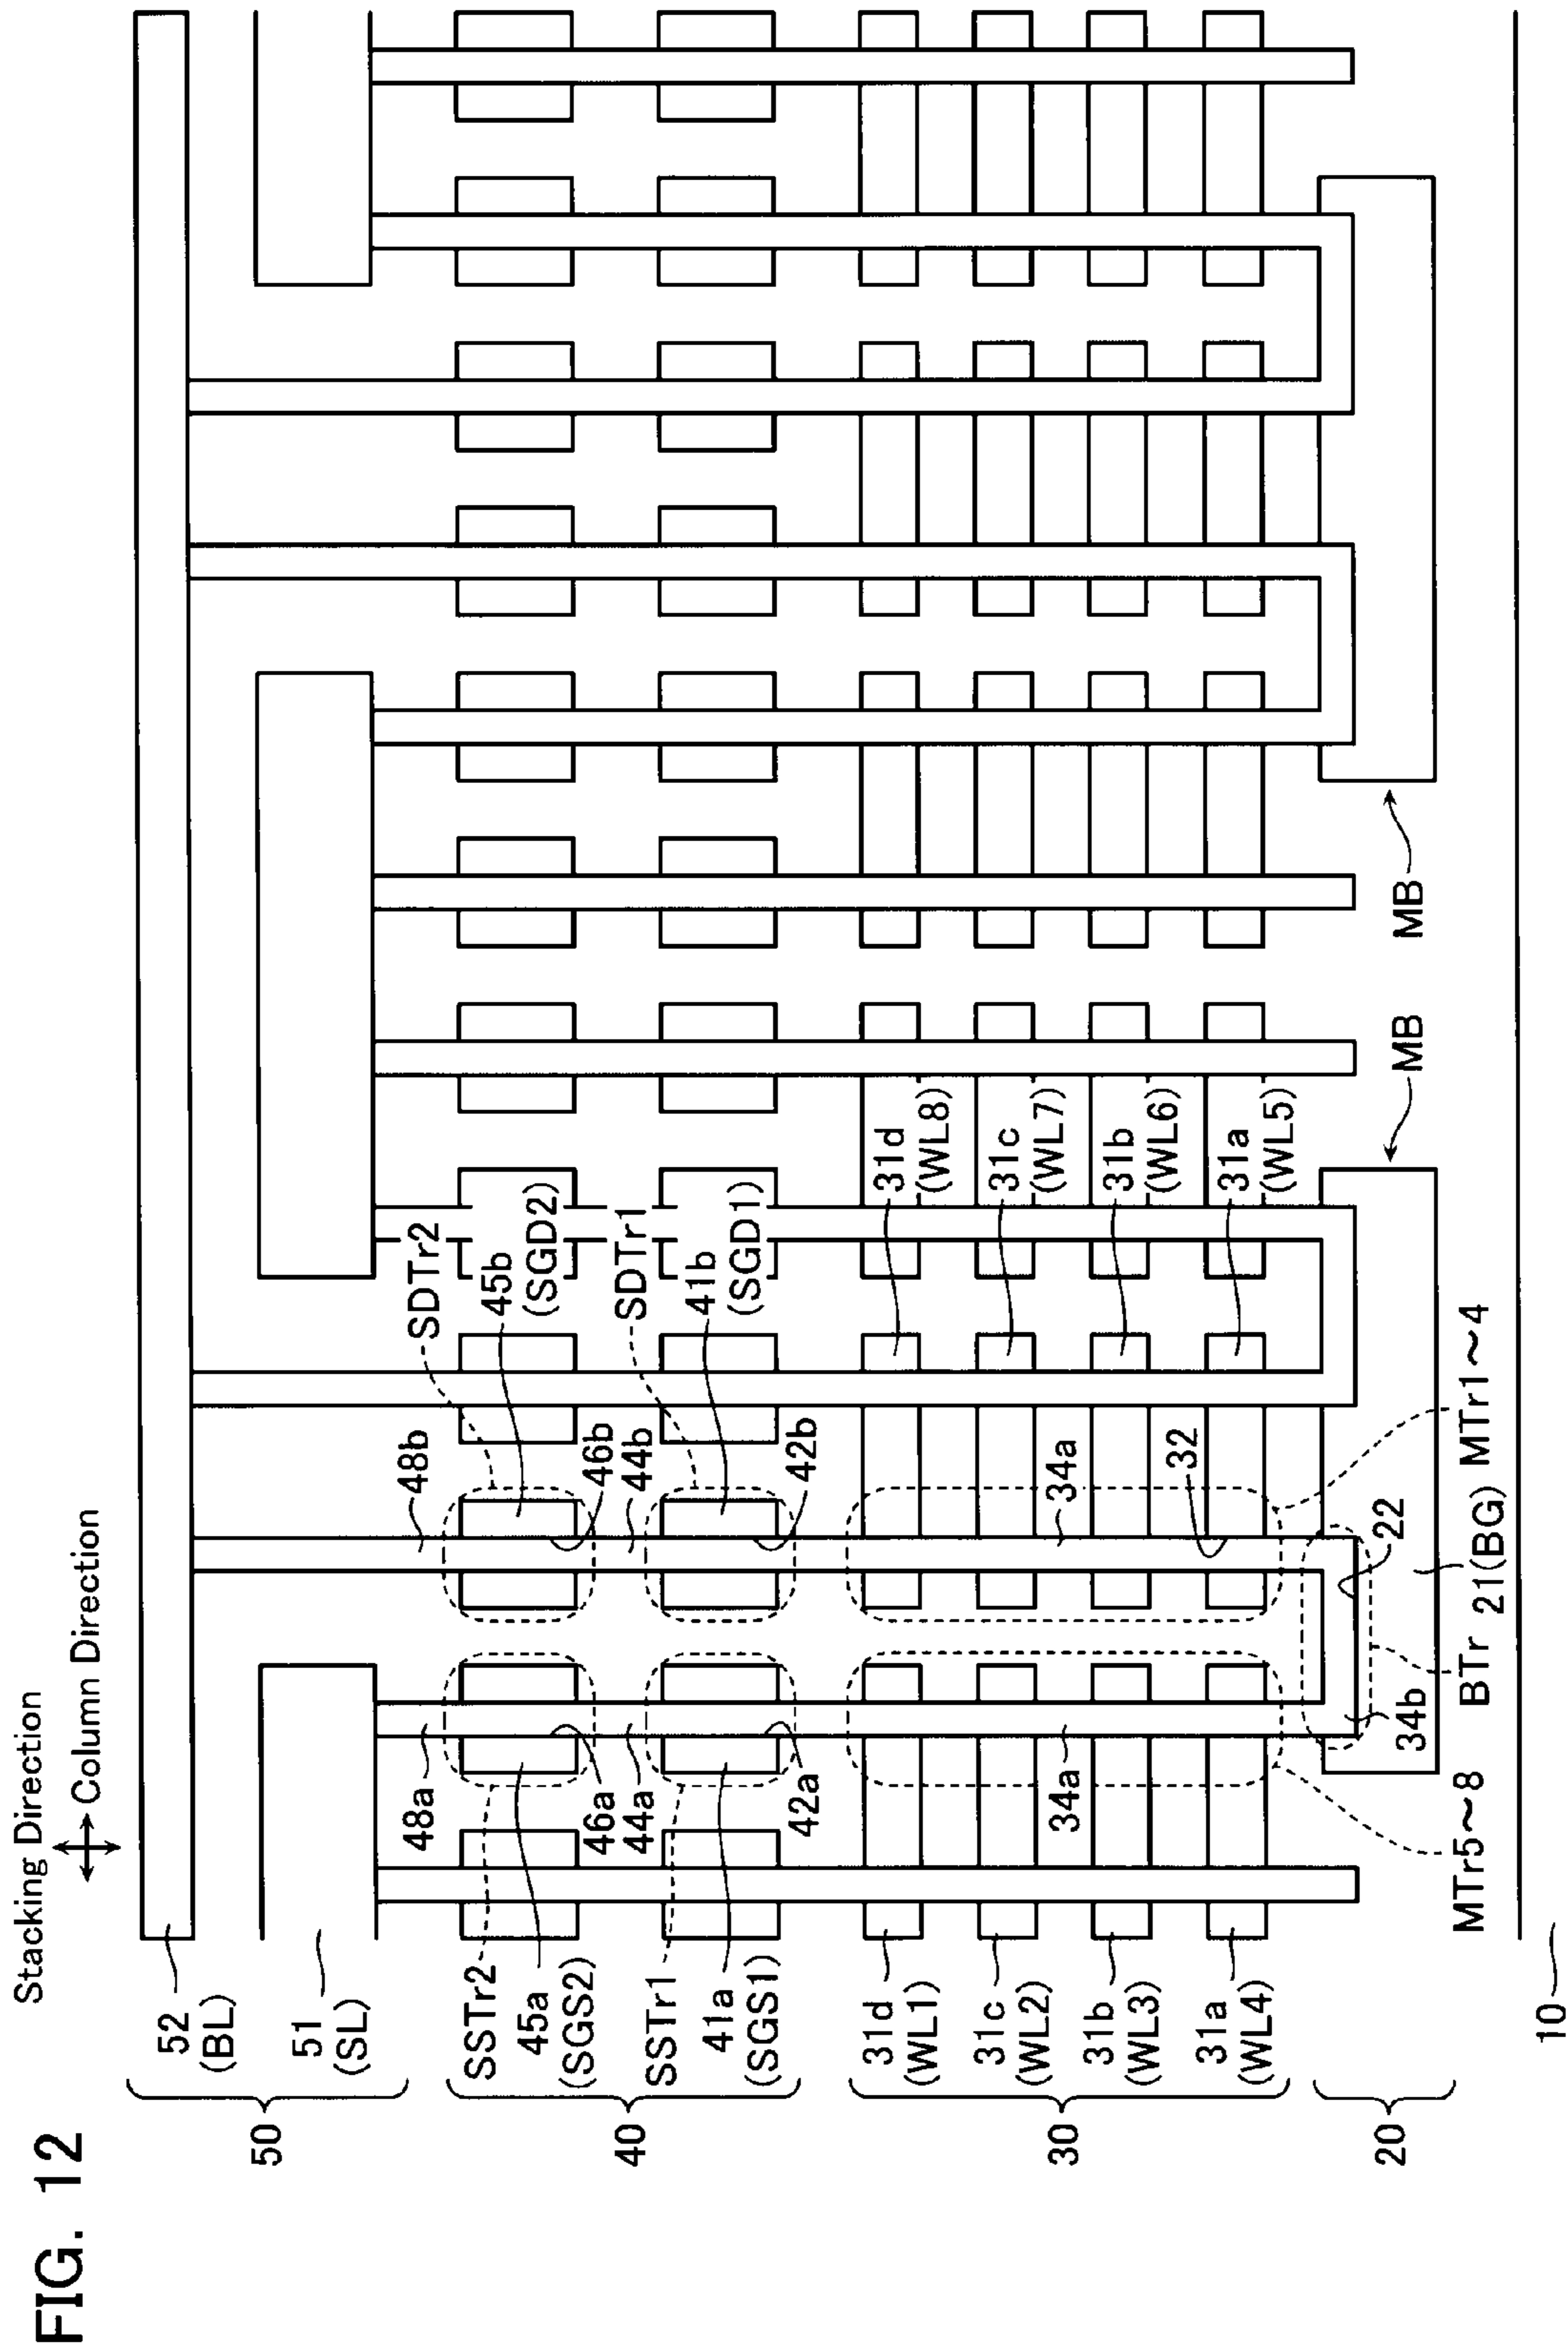 FIG. 12
Stacking Direction
Column Direction
50
52
(BL)
51
(SL)
40
SSTr2
45a
(SGS2)
SSTr1
41a
(SGS1)
30
31d
(WL1)
31c
(WL2)
31b
(WL3)
31a
(WL4)
20
10
48a
46a
44a
42a
34a
MTr5~8
34b
48b
46b
44b
42b
34a
32
22
BTr
21(BG)
MTr1~4
SDTr2
45b
(SGD2)
SDTr1
41b
(SGD1)
31d
(WL8)
31c
(WL7)
31b
(WL6)
31a
(WL5)
MB
MB